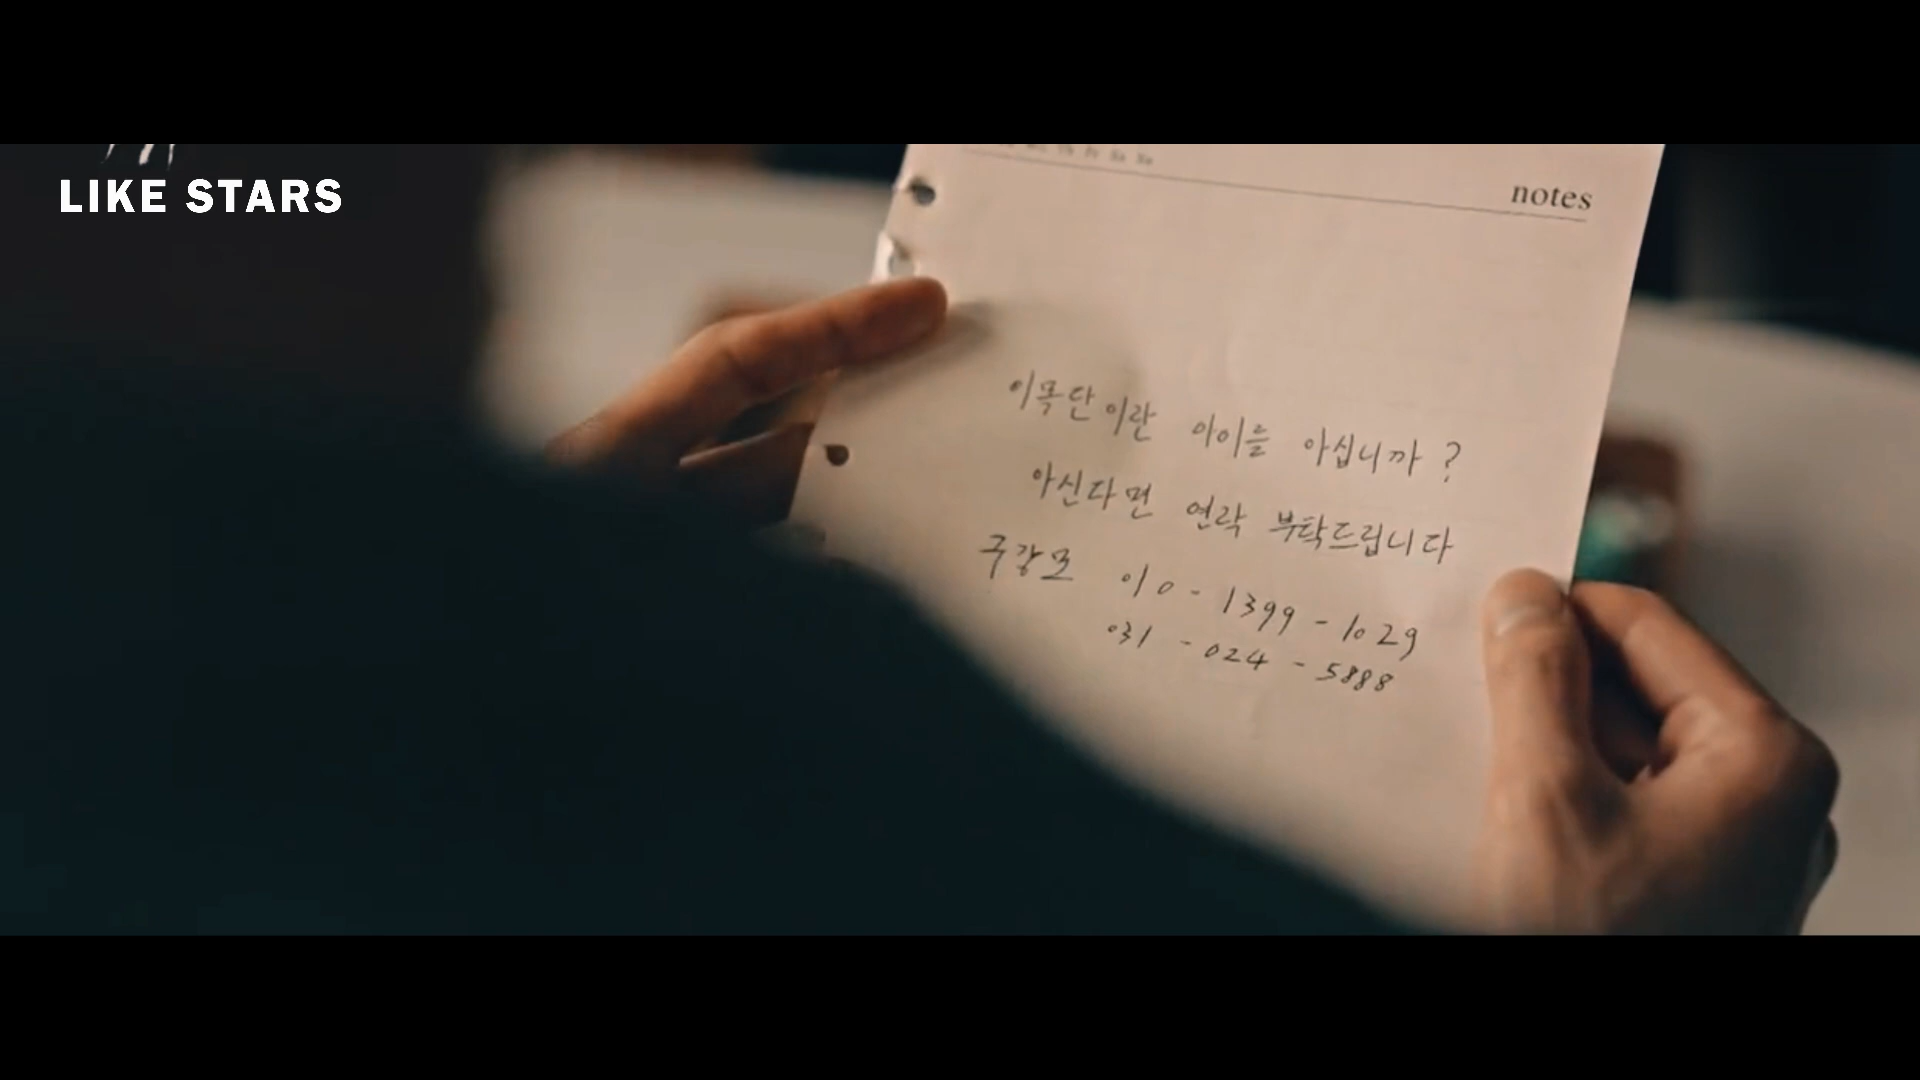 LIKE STARS
notes
이목단이란 아이를 아십니까?
아신다면 연락 부탁드립니다
구강모 010-1399-1029
031-024-5888